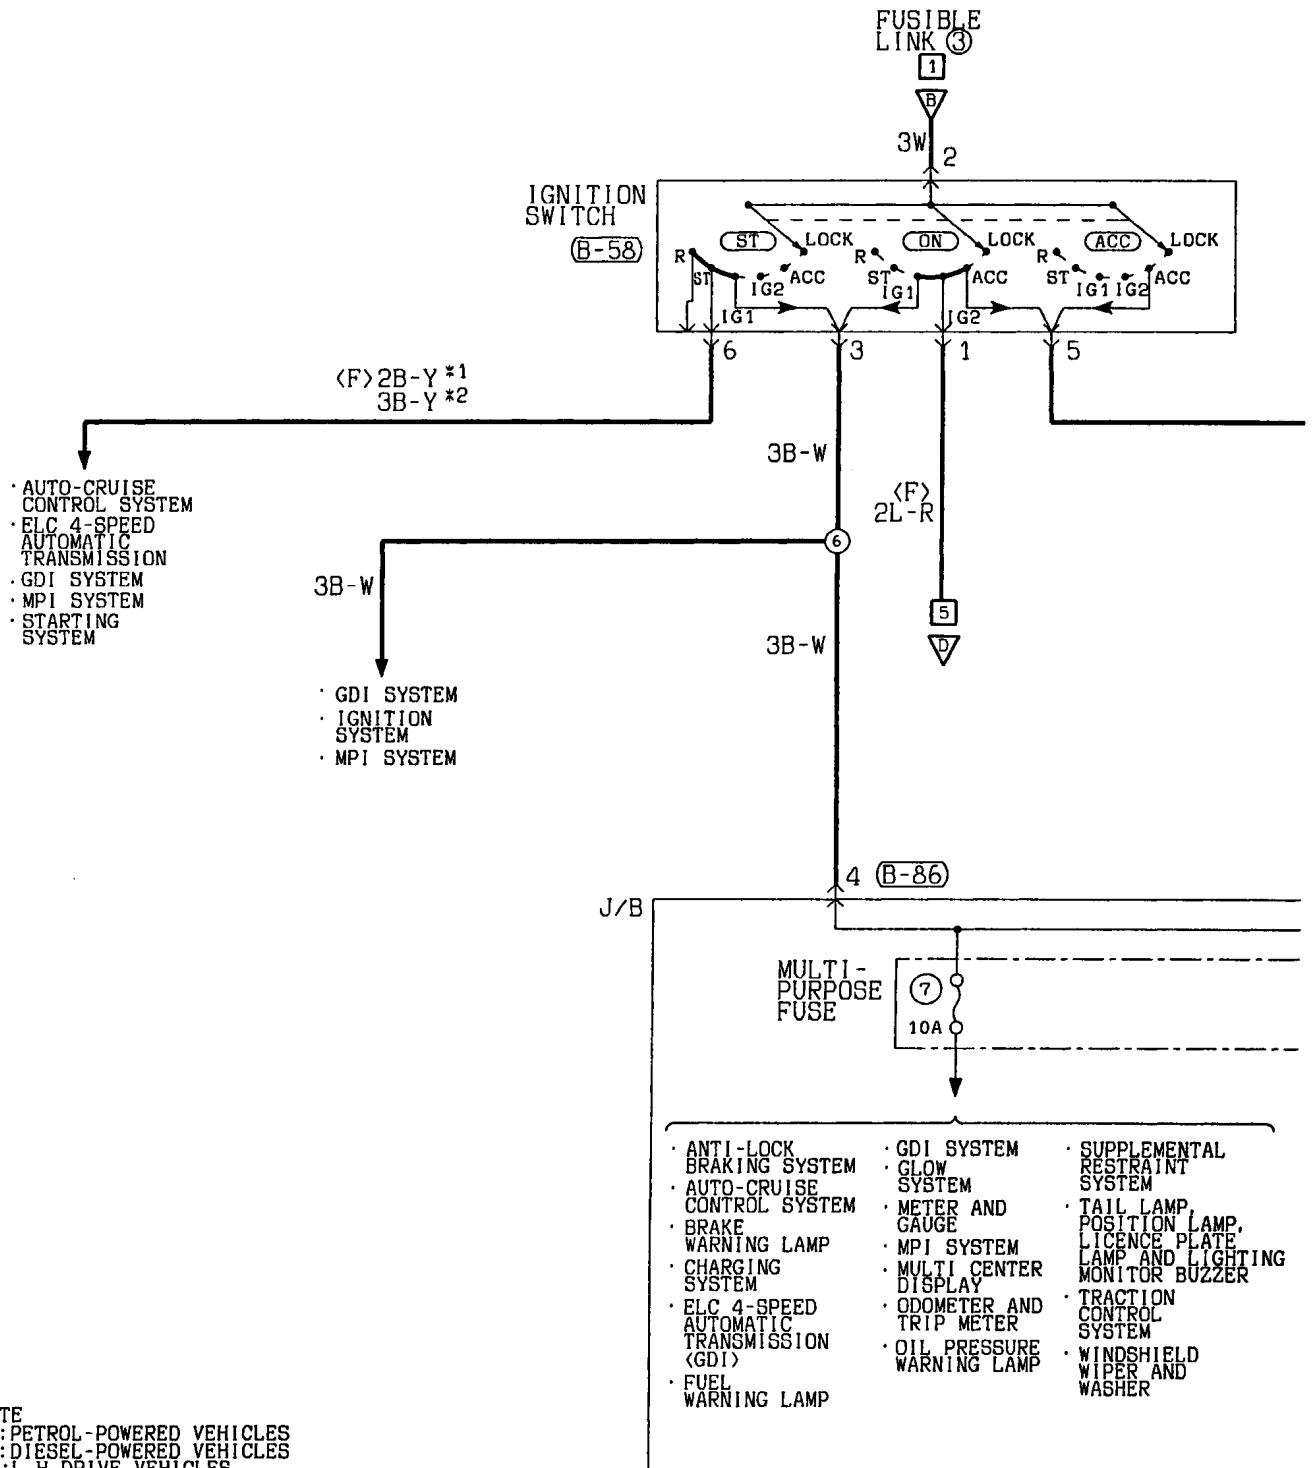 FUSIBLE
LINK ③
1
B
3W
2
IGNITION
SWITCH
(B-58)
ST
LOCK
ON
LOCK
ACC
LOCK
R
ST
IG1
IG2
ACC
R
ST
IG1
IG2
ACC
R
ST
IG1
IG2
ACC
6
3
1
5
<F>2B-Y *1
3B-Y *2
3B-W
<F>
2L-R
· AUTO-CRUISE
CONTROL SYSTEM
· ELC 4-SPEED
AUTOMATIC
TRANSMISSION
· GDI SYSTEM
· MPI SYSTEM
· STARTING
SYSTEM
6
3B-W
5
D
3B-W
· GDI SYSTEM
· IGNITION
SYSTEM
· MPI SYSTEM
4
(B-86)
J/B
MULTI-
PURPOSE
FUSE
7
10A
· ANTI-LOCK
BRAKING SYSTEM
· AUTO-CRUISE
CONTROL SYSTEM
· BRAKE
WARNING LAMP
· CHARGING
SYSTEM
· ELC 4-SPEED
AUTOMATIC
TRANSMISSION
<GDI>
· FUEL
WARNING LAMP
· GDI SYSTEM
· GLOW
SYSTEM
· METER AND
GAUGE
· MPI SYSTEM
· MULTI CENTER
DISPLAY
· ODOMETER AND
TRIP METER
· OIL PRESSURE
WARNING LAMP
· SUPPLEMENTAL
RESTRAINT
SYSTEM
· TAIL LAMP,
POSITION LAMP,
LICENCE PLATE
LAMP AND LIGHTING
MONITOR BUZZER
· TRACTION
CONTROL
SYSTEM
· WINDSHIELD
WIPER AND
WASHER
TE
:PETROL-POWERED VEHICLES
:DIESEL-POWERED VEHICLES